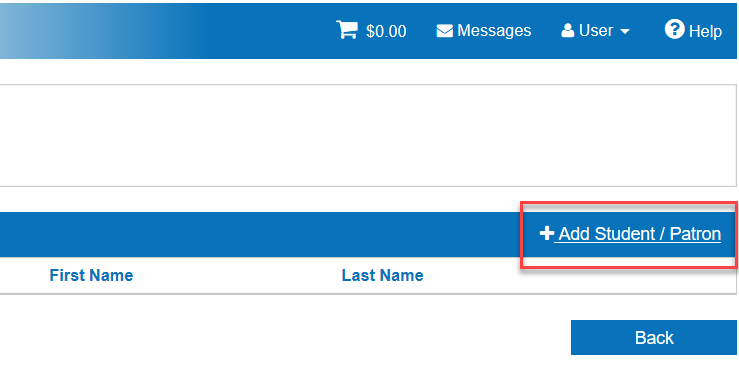 $0.00 Messages User Help
Add Student / Patron
First Name Last Name
Back